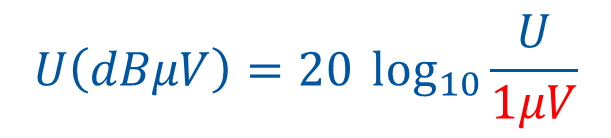 U(dBμV) = 20 log₁₀ U/1μV